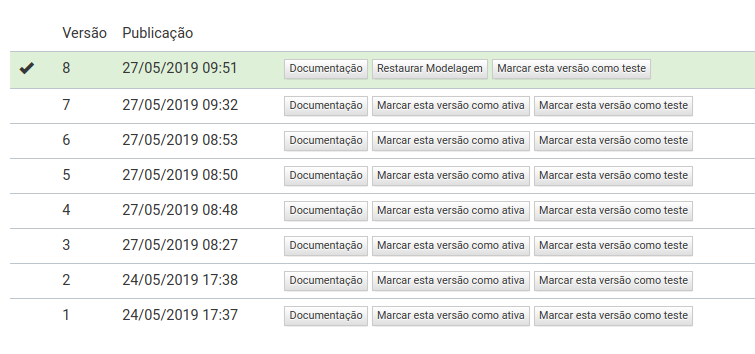 Versão Publicação
8 27/05/2019 09:51 Documentação Restaurar Modelagem Marcar esta versão como teste
7 27/05/2019 09:32 Documentação Marcar esta versão como ativa Marcar esta versão como teste
6 27/05/2019 08:53 Documentação Marcar esta versão como ativa Marcar esta versão como teste
5 27/05/2019 08:50 Documentação Marcar esta versão como ativa Marcar esta versão como teste
4 27/05/2019 08:48 Documentação Marcar esta versão como ativa Marcar esta versão como teste
3 27/05/2019 08:27 Documentação Marcar esta versão como ativa Marcar esta versão como teste
2 24/05/2019 17:38 Documentação Marcar esta versão como ativa Marcar esta versão como teste
1 24/05/2019 17:37 Documentação Marcar esta versão como ativa Marcar esta versão como teste